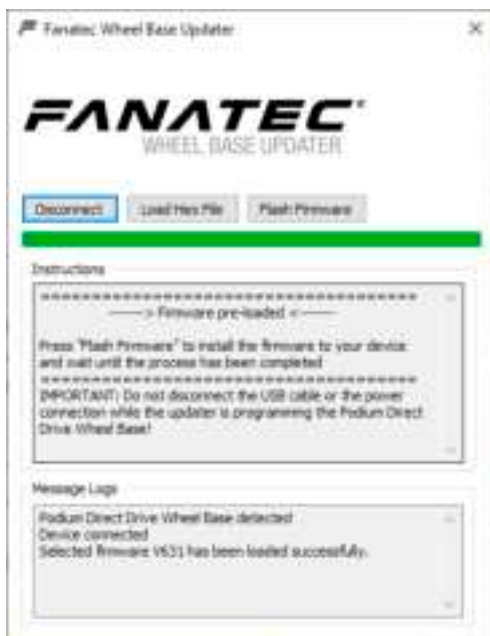 Fanatec Wheel Base Updater
FANATEC
WHEEL BASE UPDATER
Disconnect Load Hex File Flash Firmware
Instructions
-----> Firmware pre-loaded <-----
Press "Flash Firmware" to install the firmware to your device
and wait until the process has been completed
IMPORTANT: Do not disconnect the USB cable or the power
connection while the updater is programming the Podium Direct
Drive Wheel Base!
Message Logs
Podium Direct Drive Wheel Base detected
Device connected
Selected firmware V631 has been loaded successfully.